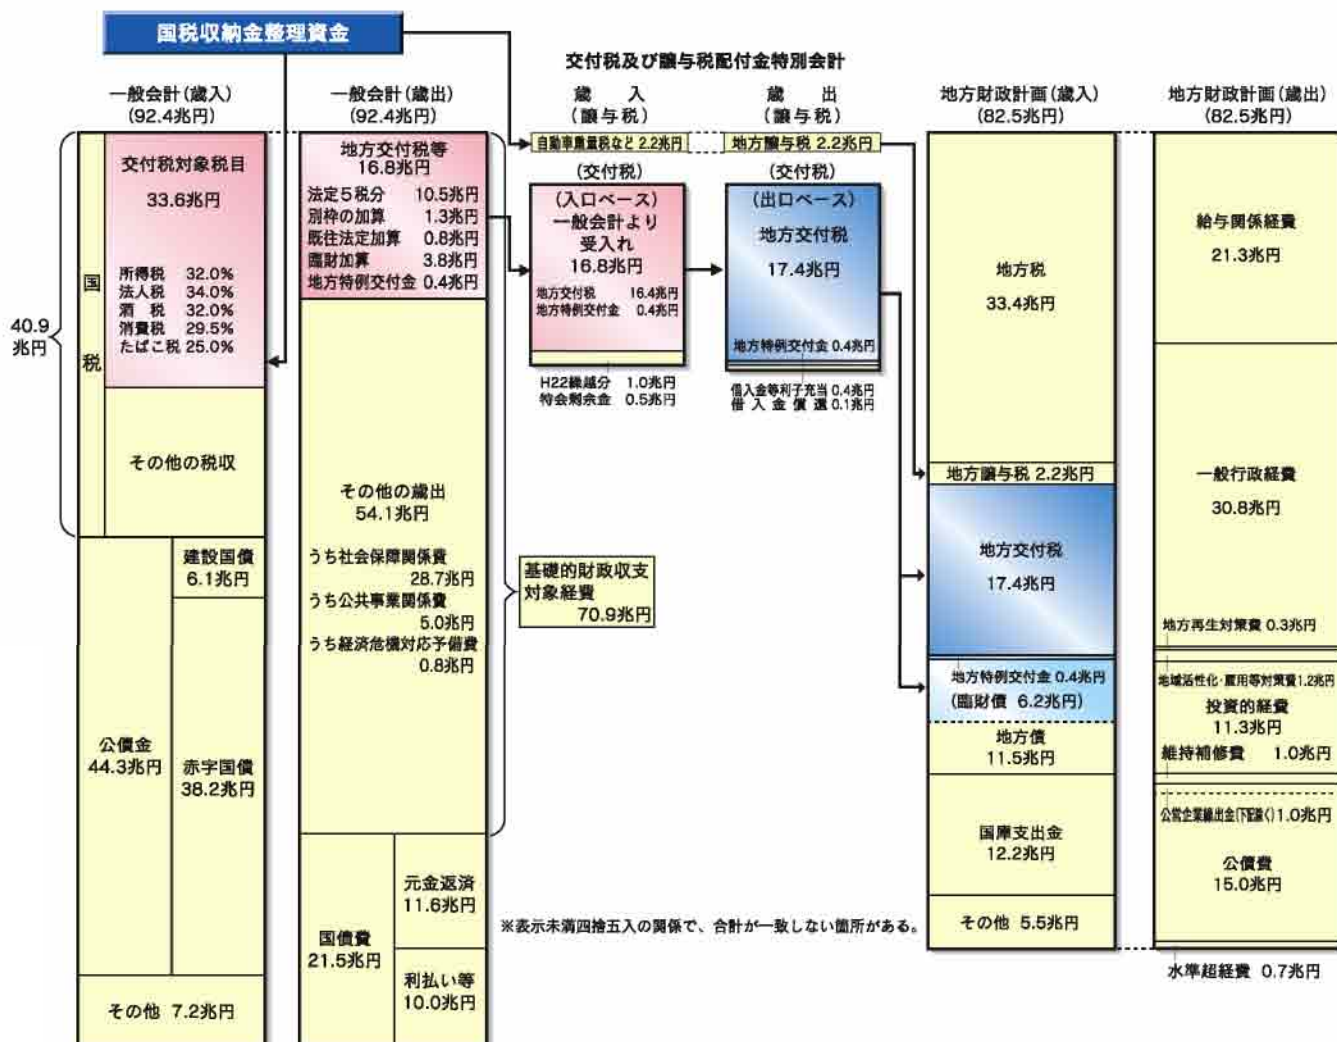 国税収納金整理資金
一般会計(歳入)
(92.4兆円)
40.9
兆円
国
税
交付税対象税目
33.6兆円
所得税 32.0%
法人税 34.0%
酒 税 32.0%
消費税 29.5%
たばこ税 25.0%
その他の税収
公債金
44.3兆円
建設国債
6.1兆円
赤字国債
38.2兆円
その他 7.2兆円
一般会計(歳出)
(92.4兆円)
地方交付税等
16.8兆円
法定5税分 10.5兆円
別枠の加算 1.3兆円
既往法定加算 0.8兆円
臨財加算 3.8兆円
地方特例交付金 0.4兆円
その他の歳出
54.1兆円
うち社会保障関係費
28.7兆円
うち公共事業関係費
5.0兆円
うち経済危機対応予備費
0.8兆円
国債費
21.5兆円
元金返済
11.6兆円
利払い等
10.0兆円
基礎的財政収支
対象経費
70.9兆円
交付税及び譲与税配付金特別会計
歳 入
(譲与税)
自動車重量税など 2.2兆円
(交付税)
(入口ベース)
一般会計より
受入れ
16.8兆円
地方交付税 16.4兆円
地方特例交付金 0.4兆円
H22繰越分 1.0兆円
特会剰余金 0.5兆円
歳 出
(譲与税)
地方譲与税 2.2兆円
(交付税)
(出口ベース)
地方交付税
17.4兆円
地方特例交付金 0.4兆円
借入金等利子充当 0.4兆円
借入金償還 0.1兆円
地方財政計画(歳入)
(82.5兆円)
地方税
33.4兆円
地方譲与税 2.2兆円
地方交付税
17.4兆円
地方特例交付金 0.4兆円
(臨財債 6.2兆円)
地方債
11.5兆円
国庫支出金
12.2兆円
その他 5.5兆円
地方財政計画(歳出)
(82.5兆円)
給与関係経費
21.3兆円
一般行政経費
30.8兆円
地方再生対策費 0.3兆円
地域活性化・雇用等対策費1.2兆円
投資的経費
11.3兆円
維持補修費 1.0兆円
公営企業繰出金(下記除く)1.0兆円
公債費
15.0兆円
水準超経費 0.7兆円
※表示未満四捨五入の関係で、合計が一致しない箇所がある。